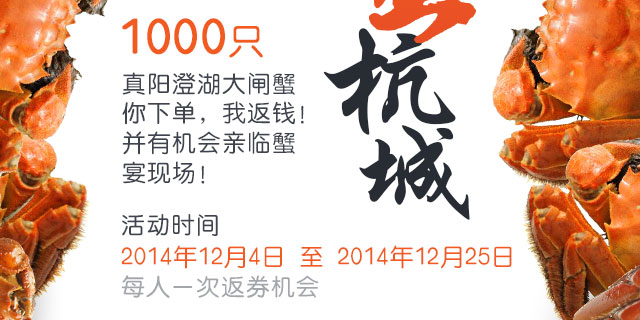 1000只
真阳澄湖大闸蟹
你下单，我返钱！
并有机会亲临蟹
宴现场！
杭城
活动时间
2014年12月4日 至 2014年12月25日
每人一次返券机会